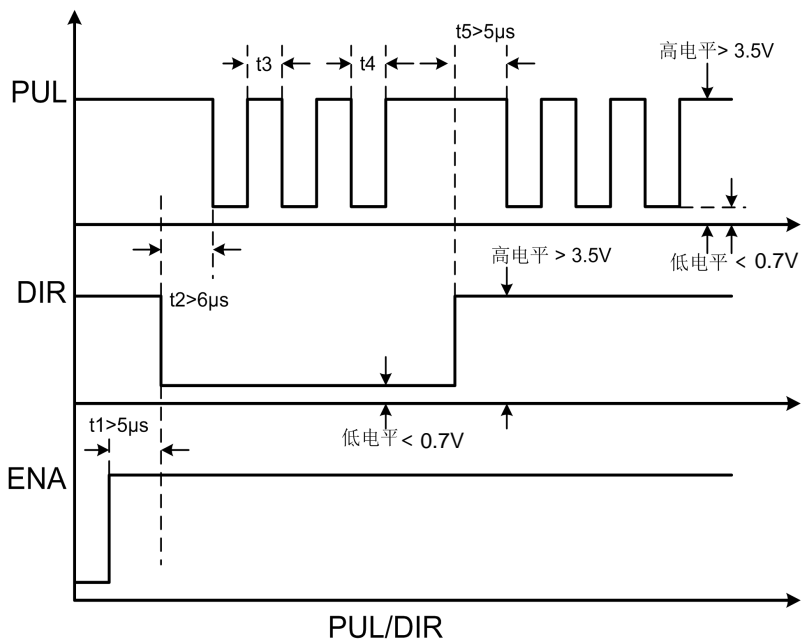 t5>5μs
t3
t4
高电平> 3.5V
PUL
高电平 > 3.5V
低电平 < 0.7V
DIR
t2>6μs
t1>5μs
低电平 < 0.7V
ENA
PUL/DIR